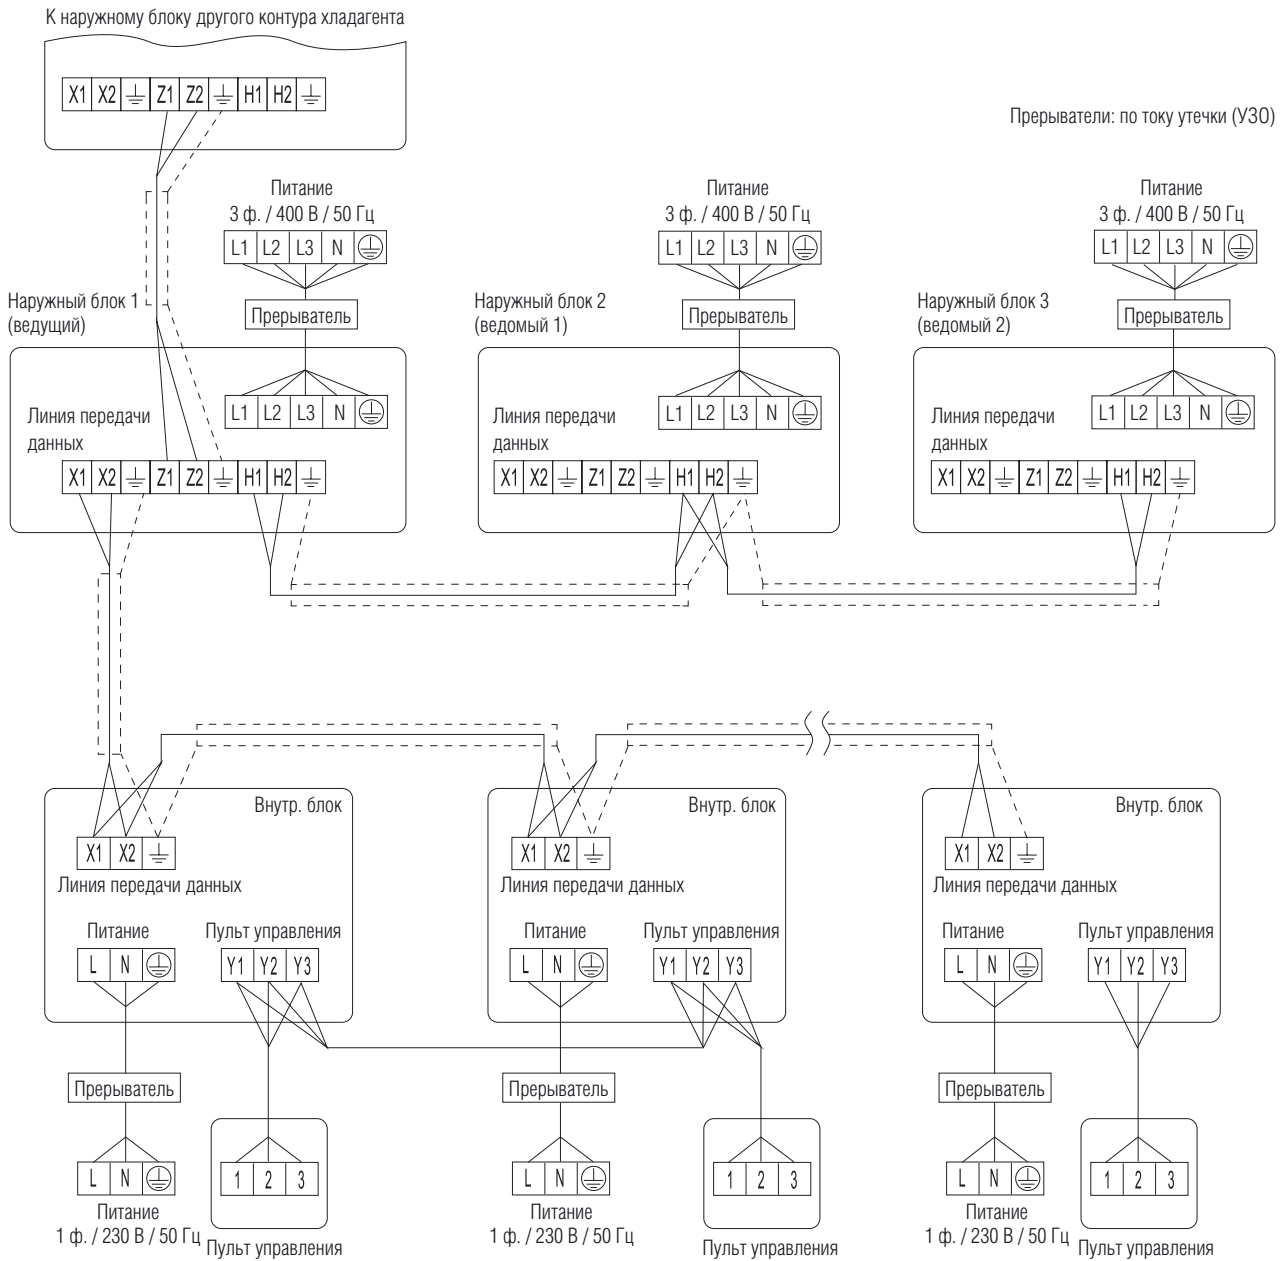 К наружному блоку другого контура хладагента
X1 X2 Z1 Z2 H1 H2
Прерыватели: по току утечки (УЗО)
Питание
3 ф. / 400 В / 50 Гц
L1 L2 L3 N
Прерыватель
Питание
3 ф. / 400 В / 50 Гц
L1 L2 L3 N
Прерыватель
Питание
3 ф. / 400 В / 50 Гц
L1 L2 L3 N
Прерыватель
Наружный блок 1
(ведущий)
L1 L2 L3 N
Линия передачи
данных
X1 X2 Z1 Z2 H1 H2
Наружный блок 2
(ведомый 1)
L1 L2 L3 N
Линия передачи
данных
X1 X2 Z1 Z2 H1 H2
Наружный блок 3
(ведомый 2)
L1 L2 L3 N
Линия передачи
данных
X1 X2 Z1 Z2 H1 H2
Внутр. блок
X1 X2
Линия передачи данных
Питание
L N
Пульт управления
Y1 Y2 Y3
Прерыватель
L N
Питание
1 ф. / 230 В / 50 Гц
1 2 3
Пульт управления
Внутр. блок
X1 X2
Линия передачи данных
Питание
L N
Пульт управления
Y1 Y2 Y3
Прерыватель
L N
Питание
1 ф. / 230 В / 50 Гц
1 2 3
Пульт управления
Внутр. блок
X1 X2
Линия передачи данных
Питание
L N
Пульт управления
Y1 Y2 Y3
Прерыватель
L N
Питание
1 ф. / 230 В / 50 Гц
1 2 3
Пульт управления